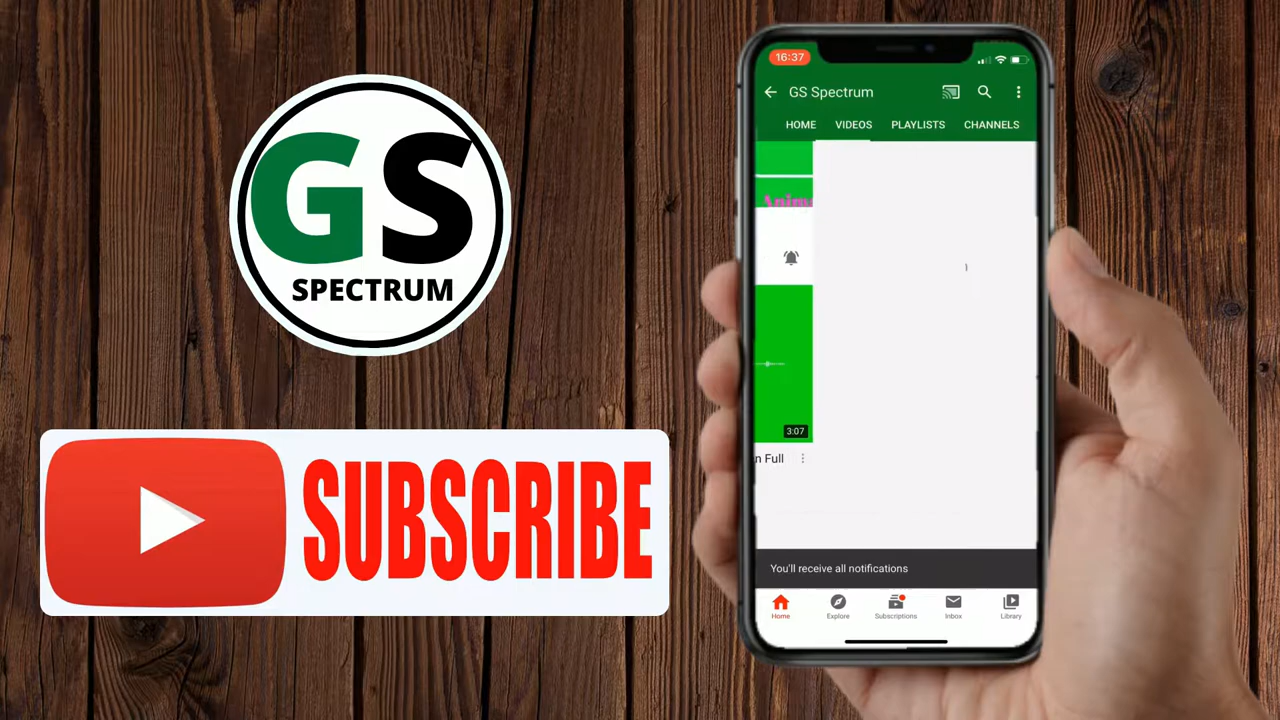 GS
SPECTRUM
SUBSCRIBE
16:37
GS Spectrum
HOME VIDEOS PLAYLISTS CHANNELS
3:07
n Full
You'll receive all notifications
Home Explore Subscriptions Inbox Library